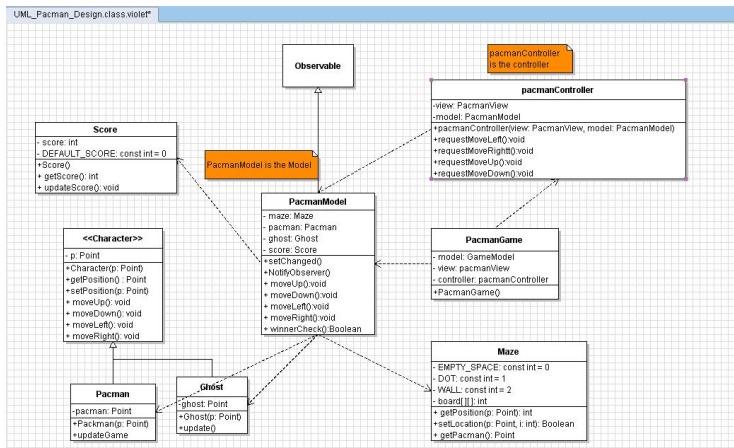 UML_Pacman_Design.class.violet*
Observable
pacmanController
is the controller
pacmanController
-view: PacmanView
-model: PacmanModel
+pacmanController(view: PacmanView, model: PacmanModel)
+requestMoveLeft():void
+requestMoveRightt():void
+requestMoveUp():void
+requestMoveDown():void
Score
- score: int
- DEFAULT_SCORE: const int = 0
+Score()
+ getScore(): int
+ updateScore(): void
PacmanModel is the Model
PacmanModel
- maze: Maze
- pacman: Pacman
- ghost: Ghost
- score: Score
+setChanged()
+NotifyObserver()
+ moveUp():void
+ moveDown():void
+ moveLeft():void
+ moveRight():void
+ winnerCheck():Boolean
<<Character>>
- p: Point
+Character(p: Point)
+getPosition() : Point
+setPosition(p: Point)
+ moveUp(): void
+ moveDown(): void
+ moveLeft(): void
+ moveRight(): void
PacmanGame
- model: GameModel
- view: pacmanView
- controller: pacmanController
+PacmanGame()
Maze
- EMPTY_SPACE: const int = 0
- DOT: const int = 1
- WALL: const int = 2
- board[][]: int
+ getPosition(p: Point): int
+setLocation(p: Point, i: int): Boolean
+ getPacman(): Point
Pacman
-pacman: Point
+Packman(p: Point)
+updateGame
Ghost
-ghost: Point
+Ghost(p: Point)
+update()